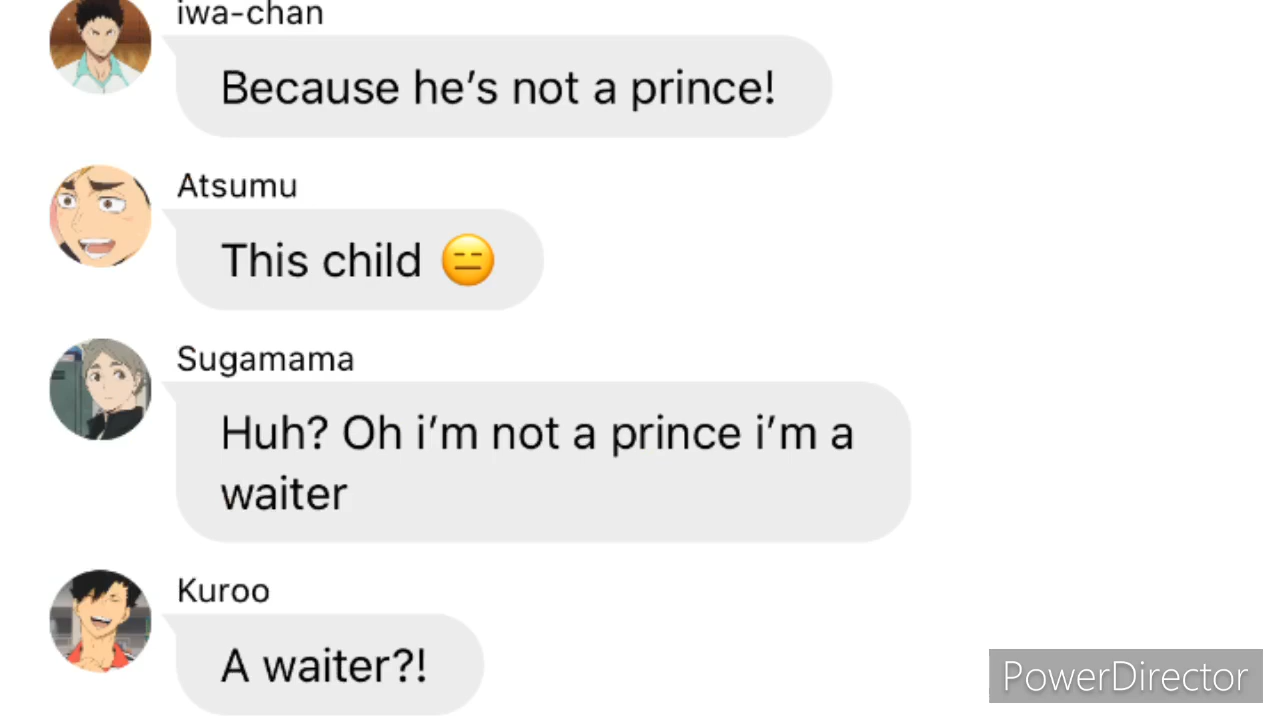 iwa-chan
Because he's not a prince!
Atsumu
This child 😑
Sugamama
Huh? Oh i'm not a prince i'm a
waiter
Kuroo
A waiter?!
PowerDirector